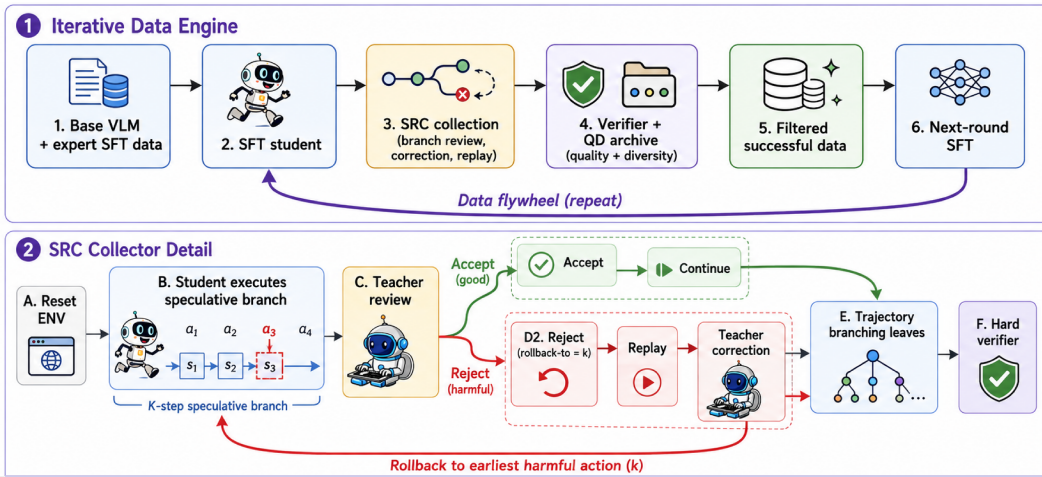 1 Iterative Data Engine
1. Base VLM
+ expert SFT data
2. SFT student
3. SRC collection
(branch review,
correction, replay)
4. Verifier +
QD archive
(quality + diversity)
5. Filtered
successful data
6. Next-round
SFT
Data flywheel (repeat)
2 SRC Collector Detail
A. Reset
ENV
B. Student executes
speculative branch
a1 a2 a3 a4
s1 s2 s3
K-step speculative branch
C. Teacher
review
Accept
(good)
Accept
Continue
Reject
(harmful)
D2. Reject
(rollback-to = k)
Replay
Teacher
correction
E. Trajectory
branching leaves
...
F. Hard
verifier
Rollback to earliest harmful action (k)